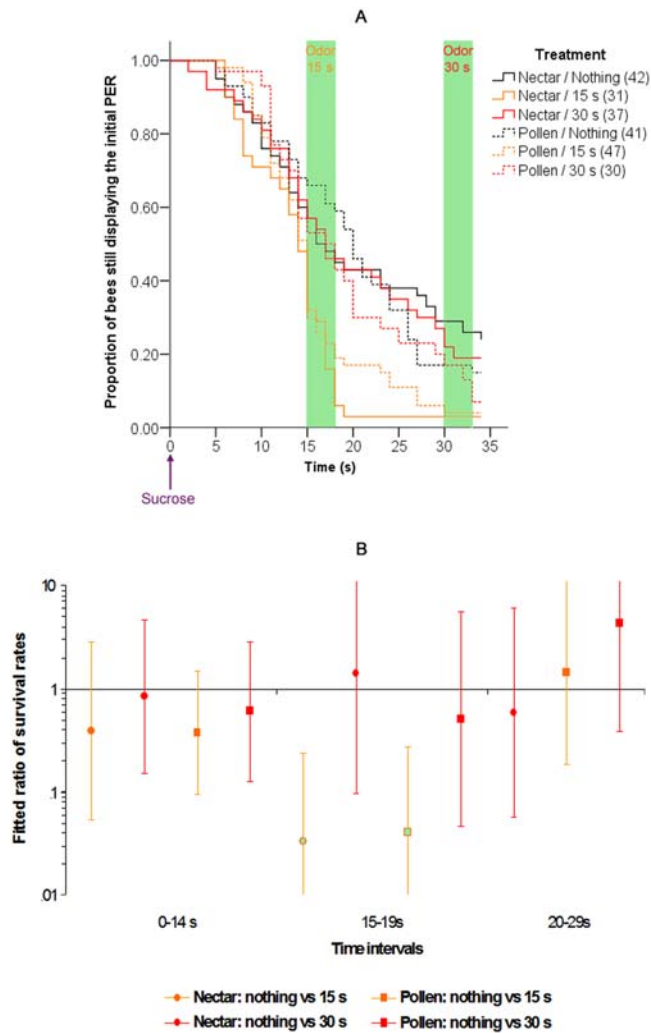 A
Odor
15 s
Odor
30 s
Treatment
Nectar / Nothing (42)
Nectar / 15 s (31)
Nectar / 30 s (37)
Pollen / Nothing (41)
Pollen / 15 s (47)
Pollen / 30 s (30)
Proportion of bees still displaying the initial PER
1.00
0.80
0.60
0.40
0.20
0.00
0 5 10 15 20 25 30 35
Time (s)
Sucrose
B
Fitted ratio of survival rates
10
1
.1
.01
0-14 s 15-19s 20-29s
Time intervals
Nectar: nothing vs 15 s Pollen: nothing vs 15 s
Nectar: nothing vs 30 s Pollen: nothing vs 30 s